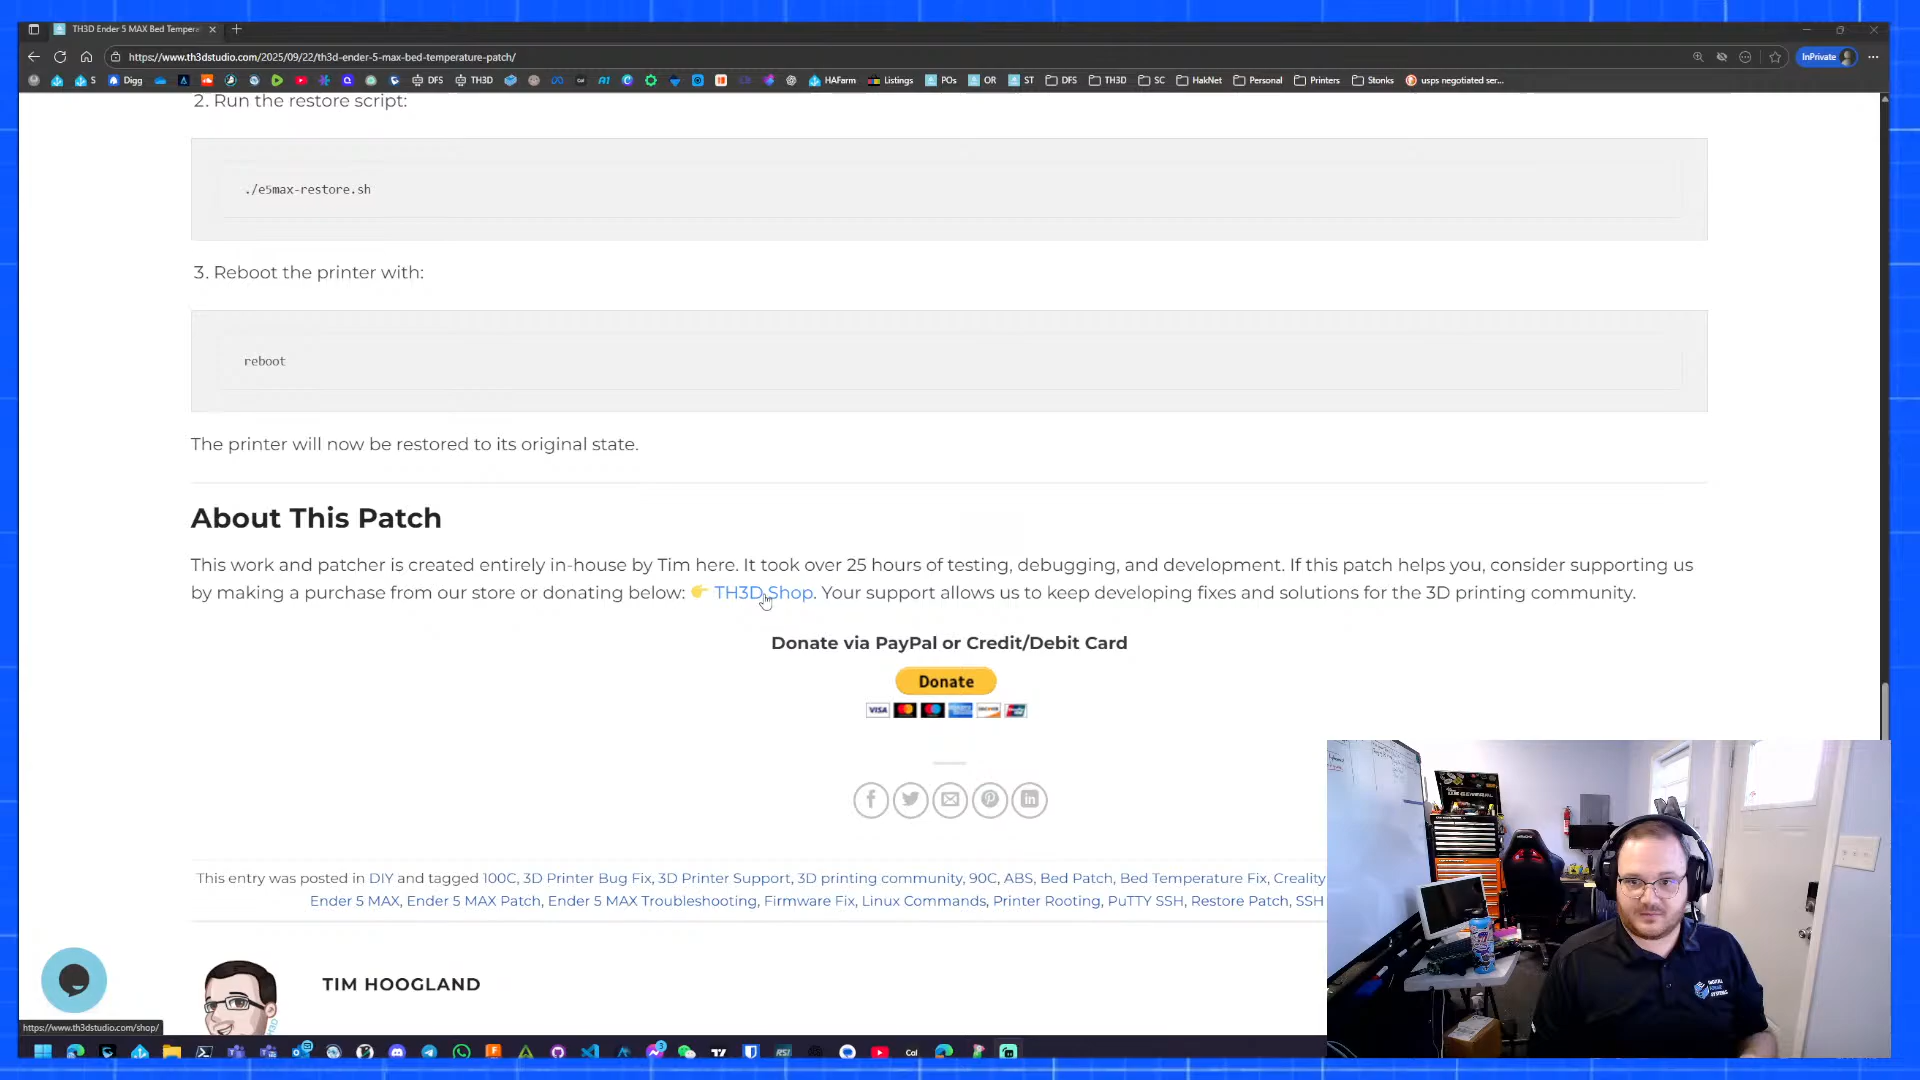 TH3D Ender 5 MAX Bed Tempera
https://www.th3dstudio.com/2025/09/22/th3d-ender-5-max-bed-temperature-patch/
InPrivate
S Digg DFS TH3D HAFarm Listings POs OR ST DFS TH3D SC HakNet Personal Printers Stonks usps negotiated ser...
2. Run the restore script:
./e5max-restore.sh
3. Reboot the printer with:
reboot
The printer will now be restored to its original state.
About This Patch
This work and patcher is created entirely in-house by Tim here. It took over 25 hours of testing, debugging, and development. If this patch helps you, consider supporting us
by making a purchase from our store or donating below: TH3D Shop. Your support allows us to keep developing fixes and solutions for the 3D printing community.
Donate via PayPal or Credit/Debit Card
Donate
VISA
This entry was posted in DIY and tagged 100C, 3D Printer Bug Fix, 3D Printer Support, 3D printing community, 90C, ABS, Bed Patch, Bed Temperature Fix, Creality
Ender 5 MAX, Ender 5 MAX Patch, Ender 5 MAX Troubleshooting, Firmware Fix, Linux Commands, Printer Rooting, PuTTY SSH, Restore Patch, SSH
TIM HOOGLAND
https://www.th3dstudio.com/shop/